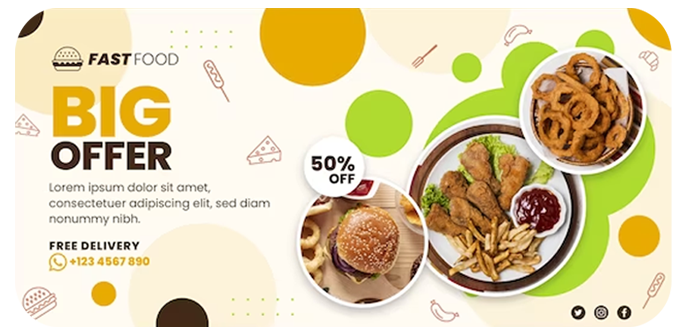 FAST FOOD
BIG
OFFER
Lorem ipsum dolor sit amet,
consectetuer adipiscing elit, sed diam
nonummy nibh.
FREE DELIVERY
+123 4567 890
50%
OFF